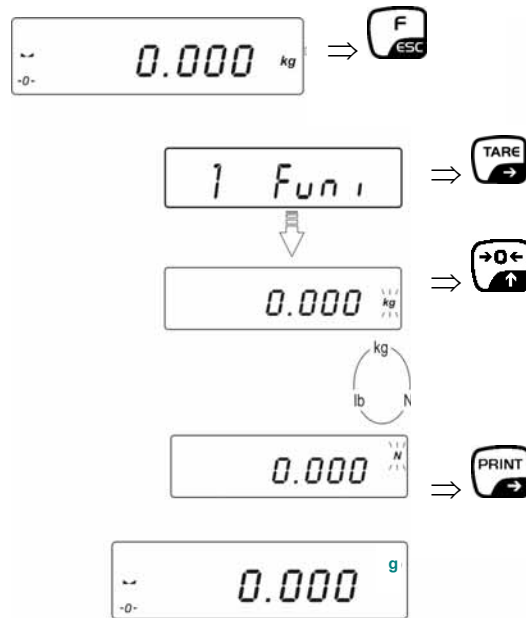 0.000 kg
-0-
F
ESC
1 Funi
TARE
0.000 kg
→0←
kg
lb N
0.000 N
PRINT
0.000 g
-0-